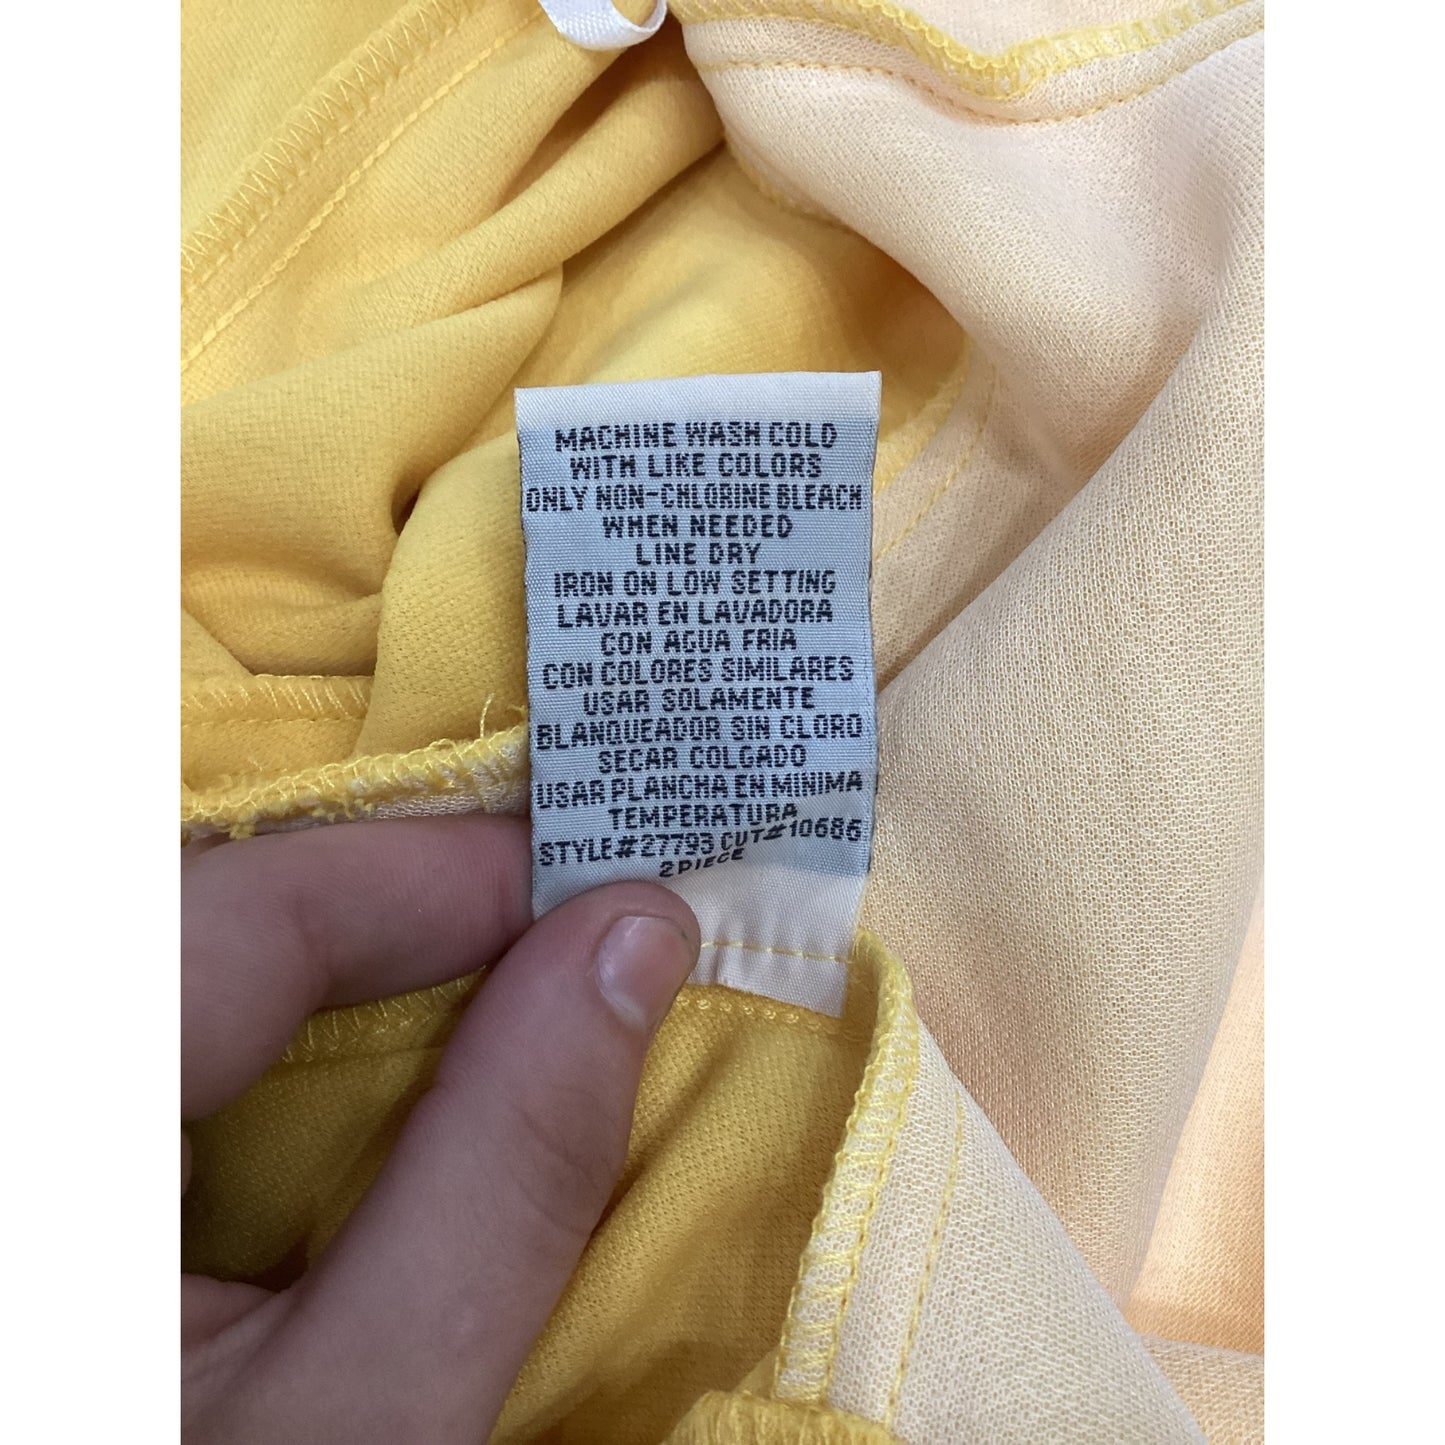 MACHINE WASH COLD
WITH LIKE COLORS
ONLY NON-CHLORINE BLEACH
WHEN NEEDED
LINE DRY
IRON ON LOW SETTING
LAVAR EN LAVADORA
CON AGUA FRIA
CON COLORES SIMILARES
USAR SOLAMENTE
BLANQUEADOR SIN CLORO
SECAR COLGADO
USAR PLANCHA EN MINIMA
TEMPERATURA
STYLE#27793 CUT#10686
2PIECE